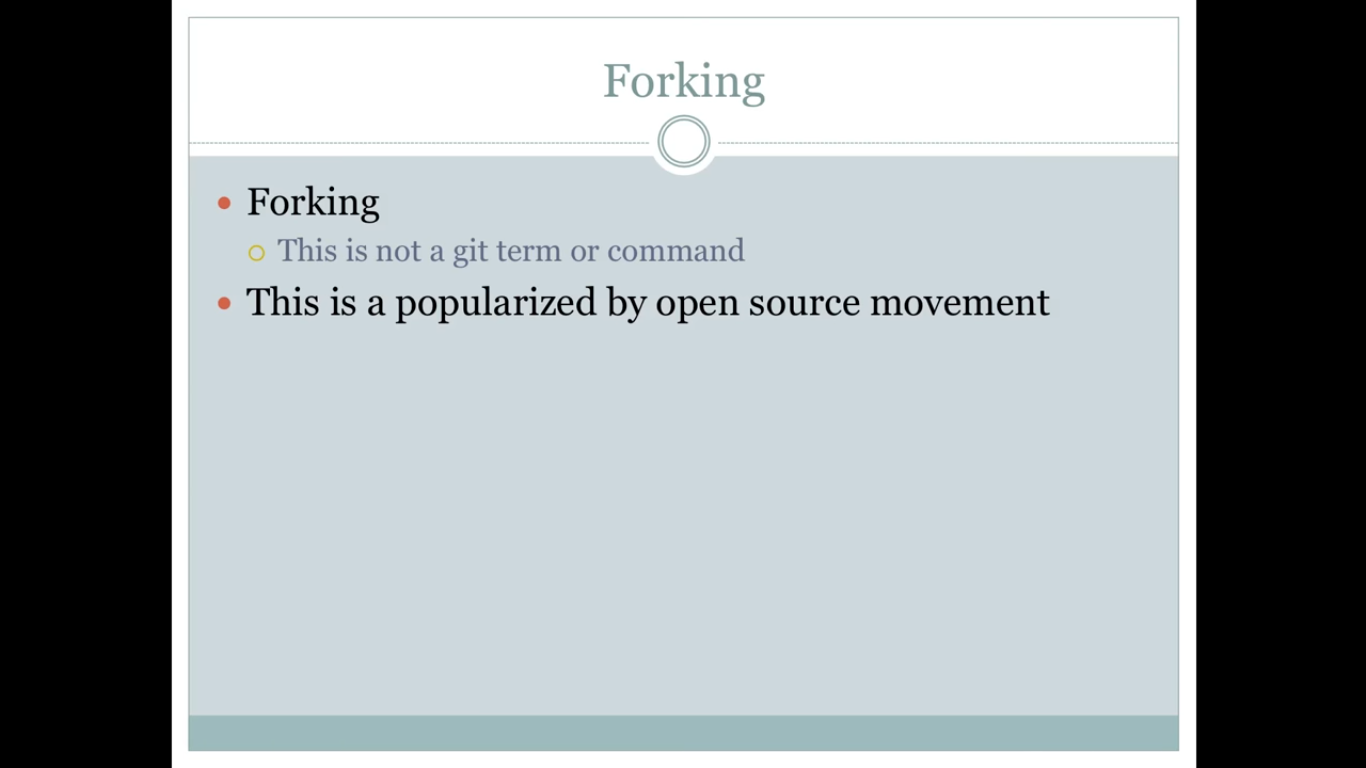 Forking
Forking
This is not a git term or command
This is a popularized by open source movement